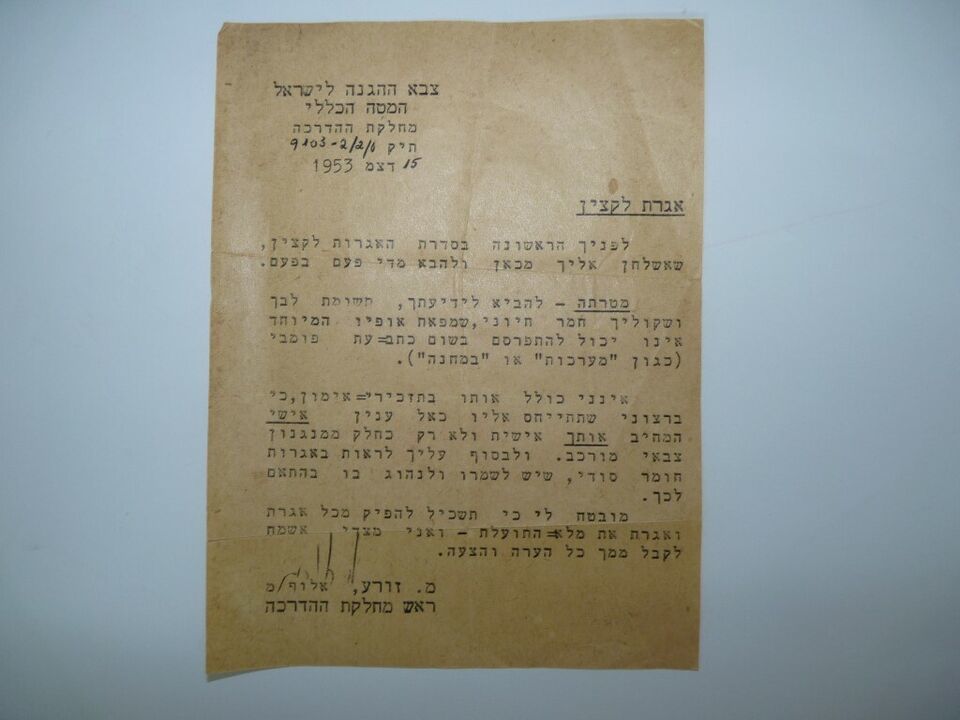 צבא ההגנה לישראל
המטה הכללי
מחלקת ההדרכה
תיק 9103-2/2/6
15 דצמ 1953
אגרת לקצין
לפניך הראשונה בסדרת האגרות לקצין,
שאשלחן אליך מכאן ולהבא מדי פעם בפעם.
מטרתה - להביא לידיעתך, תשומת לבך
ושקוליך חמר חיוני,שמפאת אופיו המיוחד
אינו יכול להתפרסם בשום כתב=עת פומבי
(כגון "מערכות" או "במחנה").
אינני כולל אותו בתזכירי=אימון,כי
ברצוני שתתייחס אליו כאל ענין אישי
המחיב אותך אישית ולא רק כחלק ממנגנון
צבאי מורכב. ולבסוף עליך לראות באגרות
חומר סודי, שיש לשמרו ולנהוג בו בהתאם
לכך.
מובטח לי כי תשכיל להפיק מכל אגרת
ואגרת את מלא=התועלת - ואני מצדי אשמח
לקבל ממך כל הערה והצעה.
מ. זורע, אלוף/מ
ראש מחלקת ההדרכה